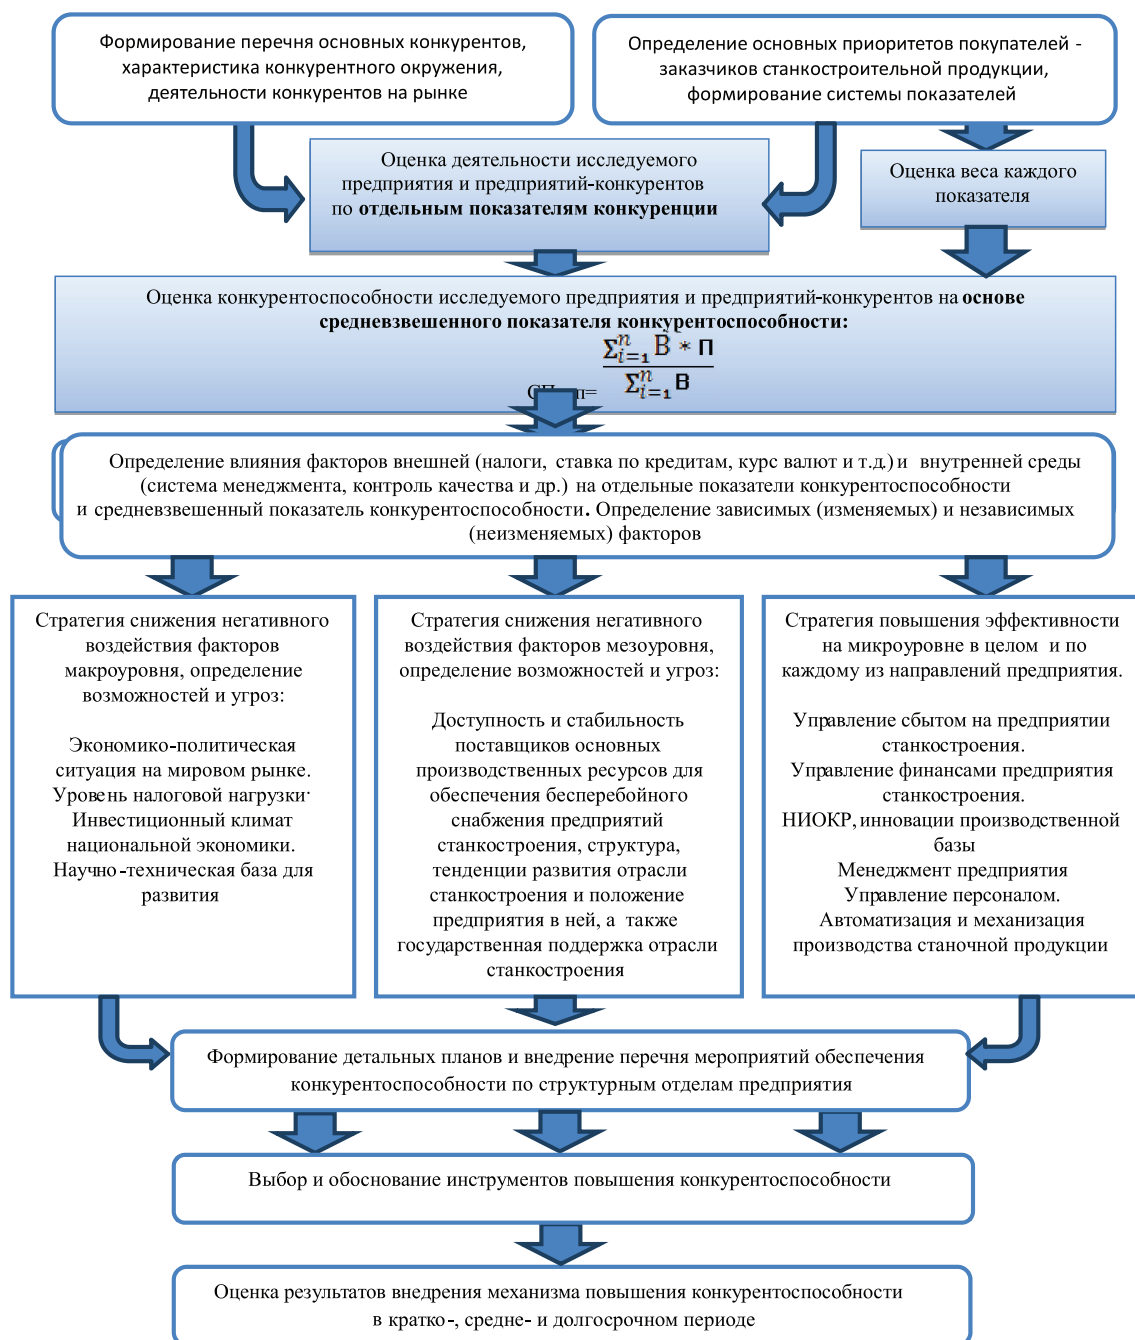 Формирование перечня основных конкурентов,
характеристика конкурентного окружения,
деятельности конкурентов на рынке
Определение основных приоритетов покупателей -
заказчиков станкостроительной продукции,
формирование системы показателей
Оценка деятельности исследуемого
предприятия и предприятий-конкурентов
по отдельным показателям конкуренции
Оценка веса каждого
показателя
Оценка конкурентоспособности исследуемого предприятия и предприятий-конкурентов на основе
средневзвешенного показателя конкурентоспособности:
∑ⁿᵢ₌₁ В * П
∑ⁿᵢ₌₁ В
Определение влияния факторов внешней (налоги, ставка по кредитам, курс валют и т.д.) и внутренней среды
(система менеджмента, контроль качества и др.) на отдельные показатели конкурентоспособности
и средневзвешенный показатель конкурентоспособности. Определение зависимых (изменяемых) и независимых
(неизменяемых) факторов
Стратегия снижения негативного
воздействия факторов
макроуровня, определение
возможностей и угроз:
Экономико-политическая
ситуация на мировом рынке.
Уровень налоговой нагрузки.
Инвестиционный климат
национальной экономики.
Научно-техническая база для
развития
Стратегия снижения негативного
воздействия факторов мезоуровня,
определение возможностей и угроз:
Доступность и стабильность
поставщиков основных
производственных ресурсов для
обеспечения бесперебойного
снабжения предприятий
станкостроения, структура,
тенденции развития отрасли
станкостроения и положение
предприятия в ней, а также
государственная поддержка отрасли
станкостроения
Стратегия повышения эффективности
на микроуровне в целом и по
каждому из направлений предприятия.
Управление сбытом на предприятии
станкостроения.
Управление финансами предприятия
станкостроения.
НИОКР, инновации производственной
базы
Менеджмент предприятия
Управление персоналом.
Автоматизация и механизация
производства станочной продукции
Формирование детальных планов и внедрение перечня мероприятий обеспечения
конкурентоспособности по структурным отделам предприятия
Выбор и обоснование инструментов повышения конкурентоспособности
Оценка результатов внедрения механизма повышения конкурентоспособности
в кратко-, средне- и долгосрочном периоде